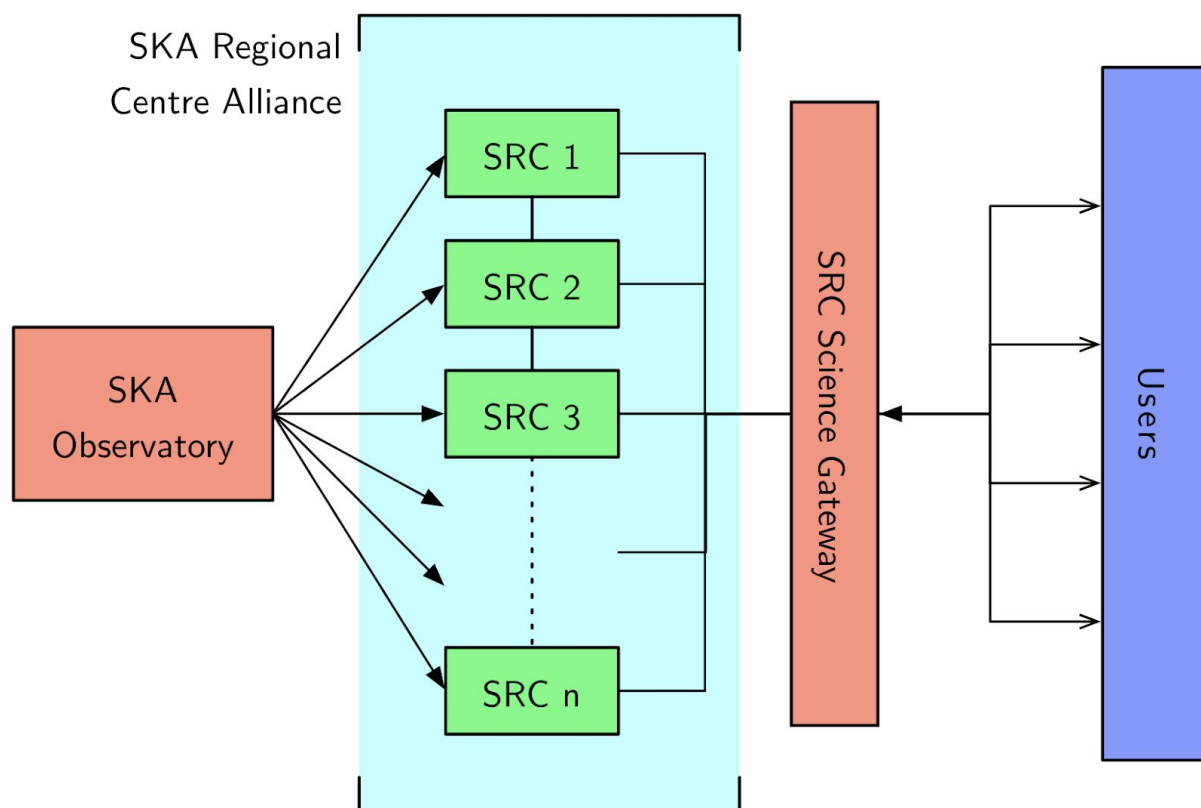 SKA Regional
Centre Alliance
SRC 1
SRC 2
SRC 3
SRC n
SKA
Observatory
SRC Science Gateway
Users